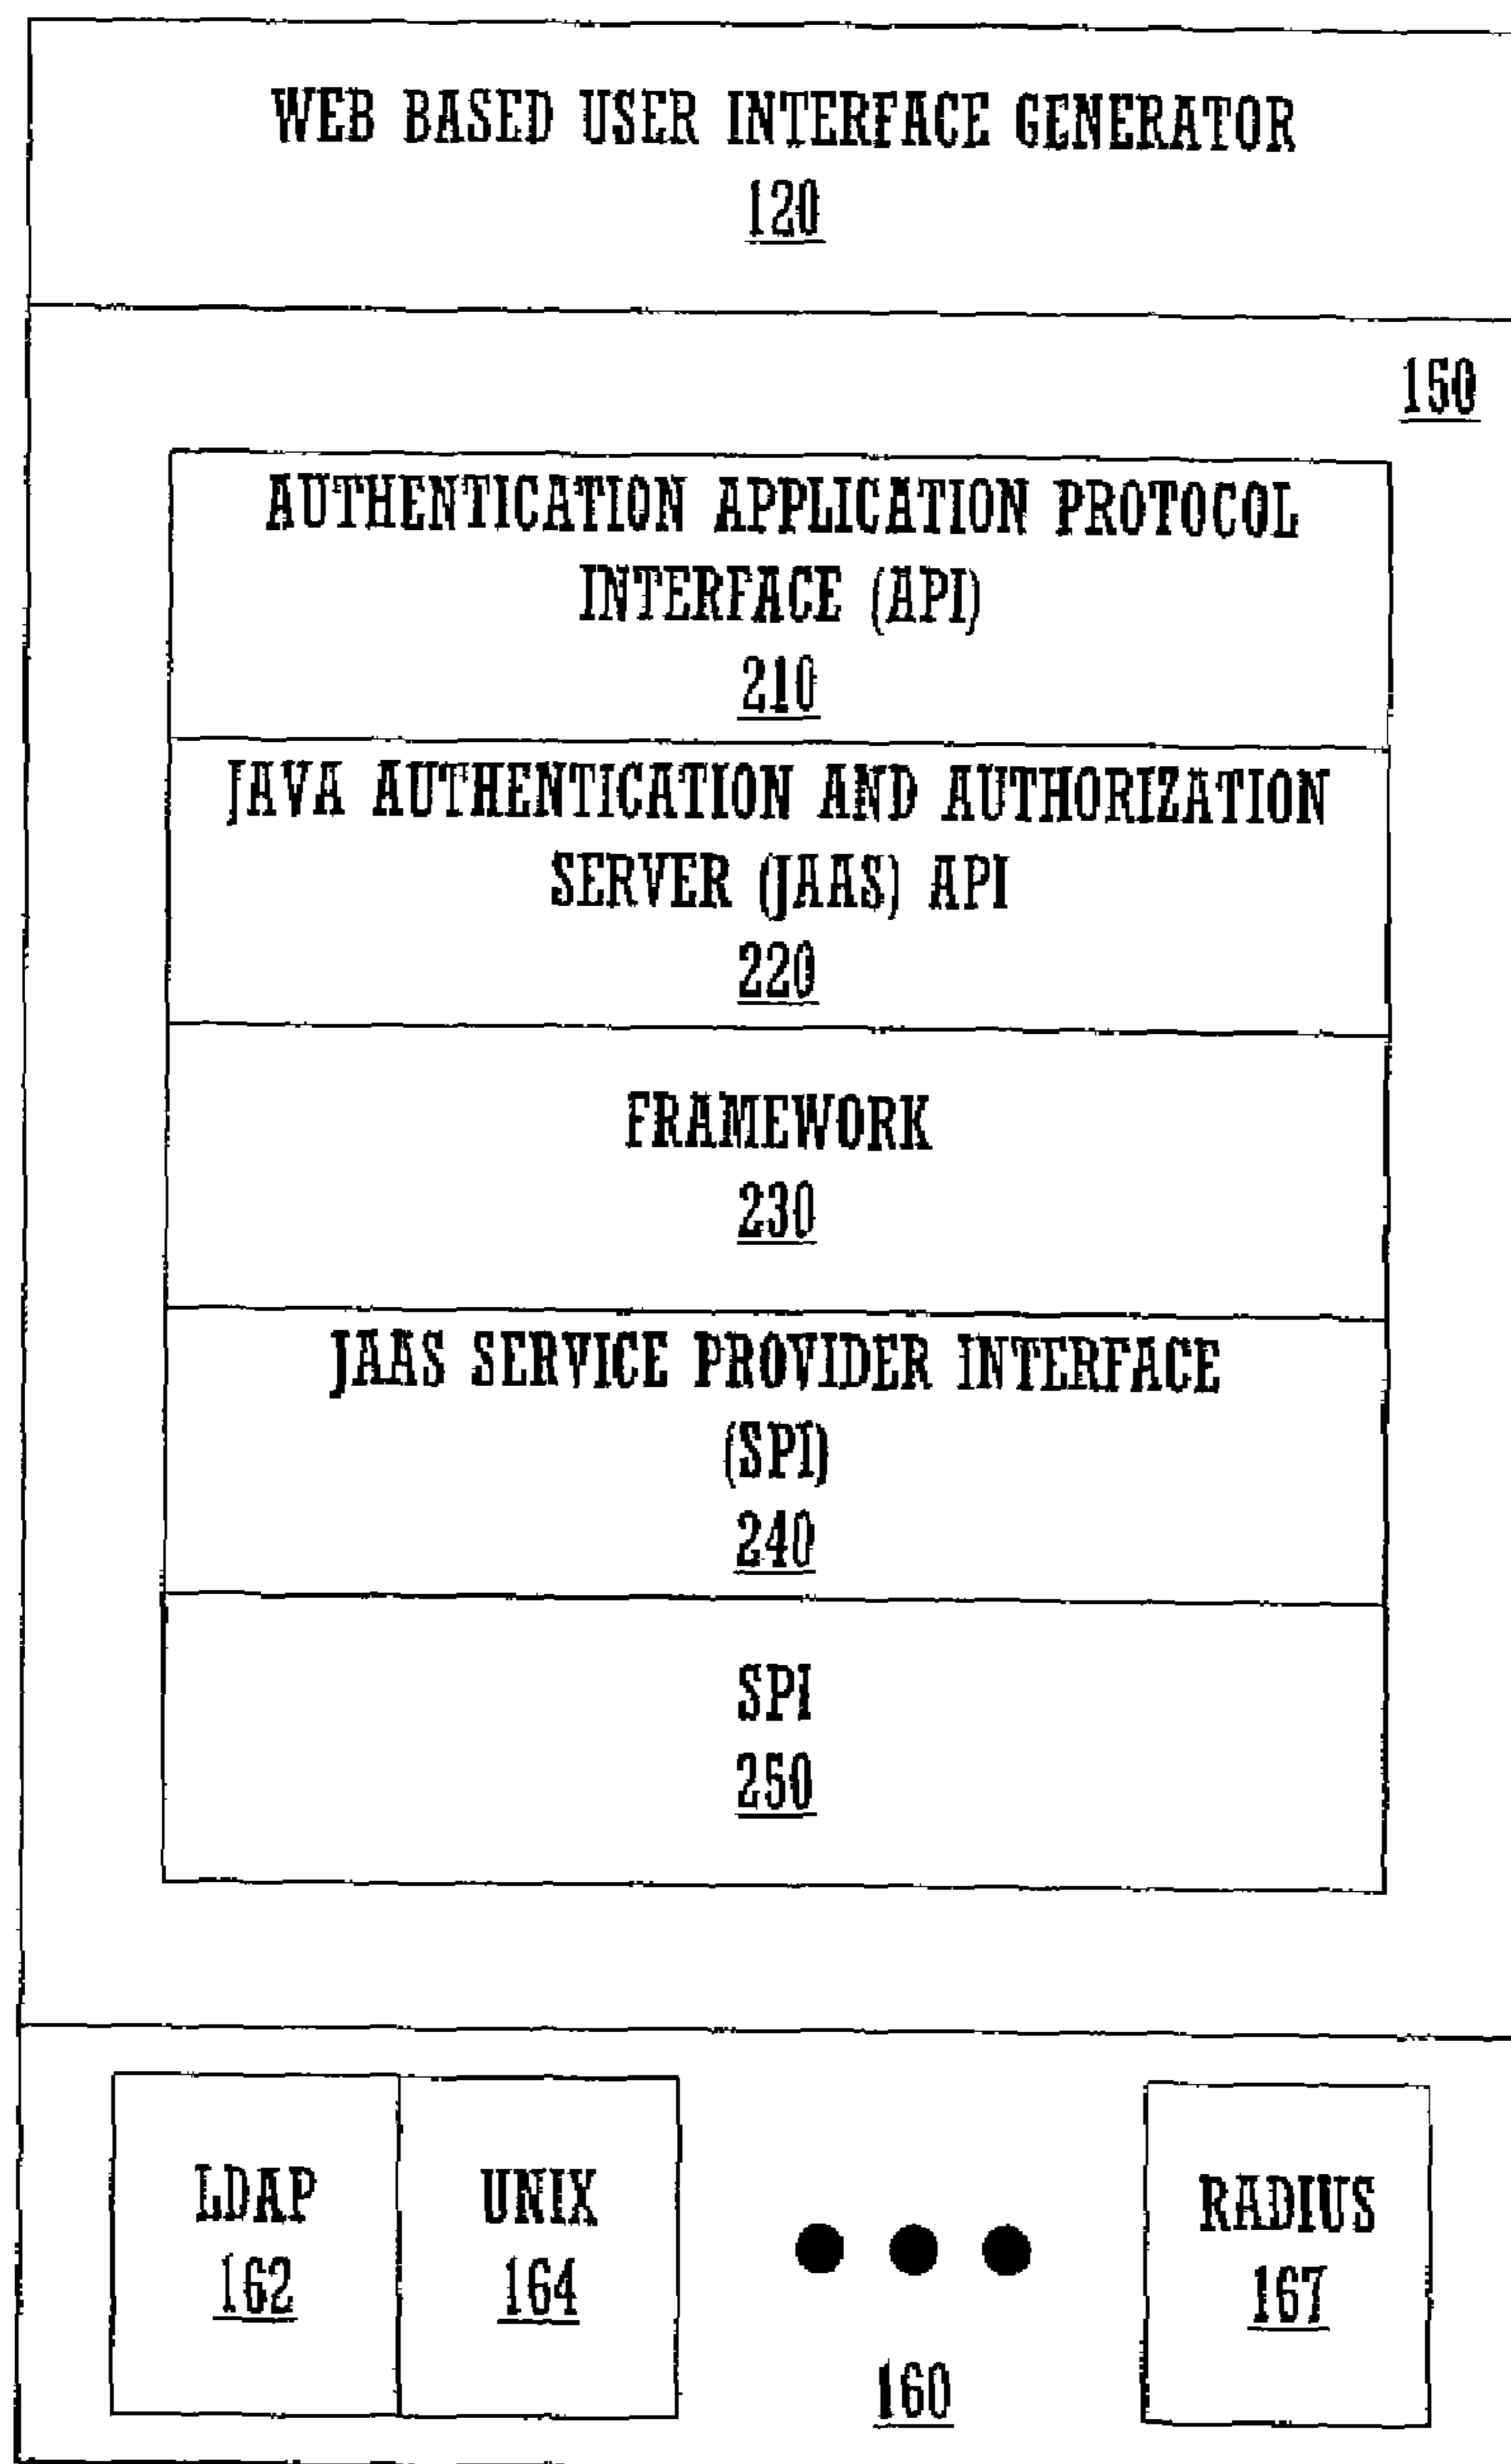 WEB BASED USER INTERFACE GENERATOR
120
150
AUTHENTICATION APPLICATION PROTOCOL
INTERFACE (API)
210
JAVA AUTHENTICATION AND AUTHORIZATION
SERVER (JAAS) API
220
FRAMEWORK
230
JAAS SERVICE PROVIDER INTERFACE
(SPI)
240
SPI
250
LDAP
162
UNIX
164
RADIUS
167
160